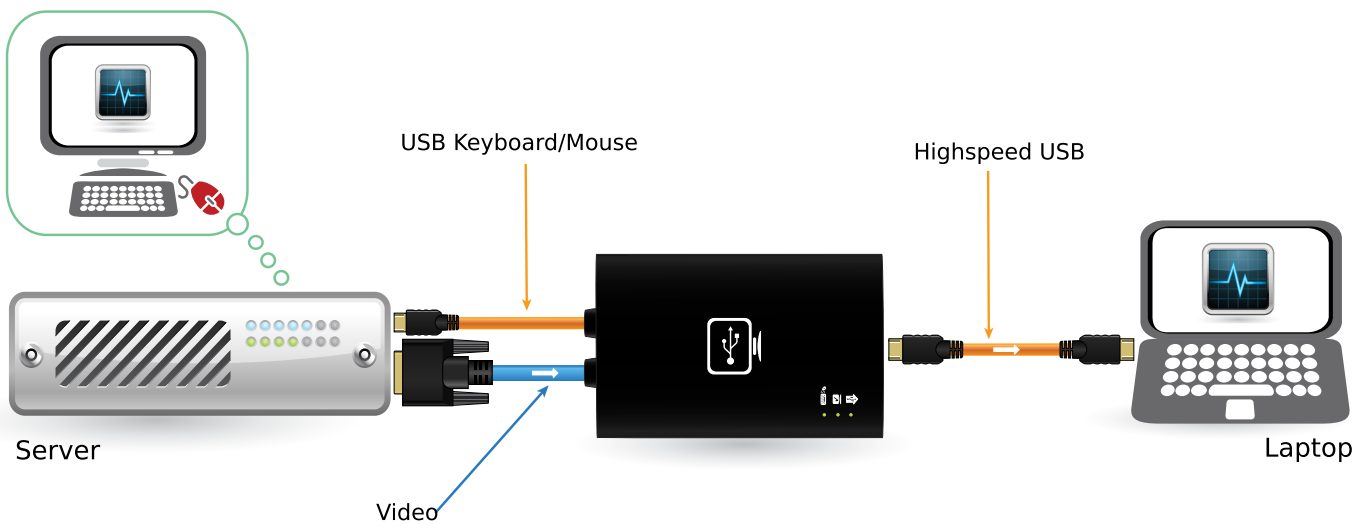 USB Keyboard/Mouse
Highspeed USB
Server
Laptop
Video